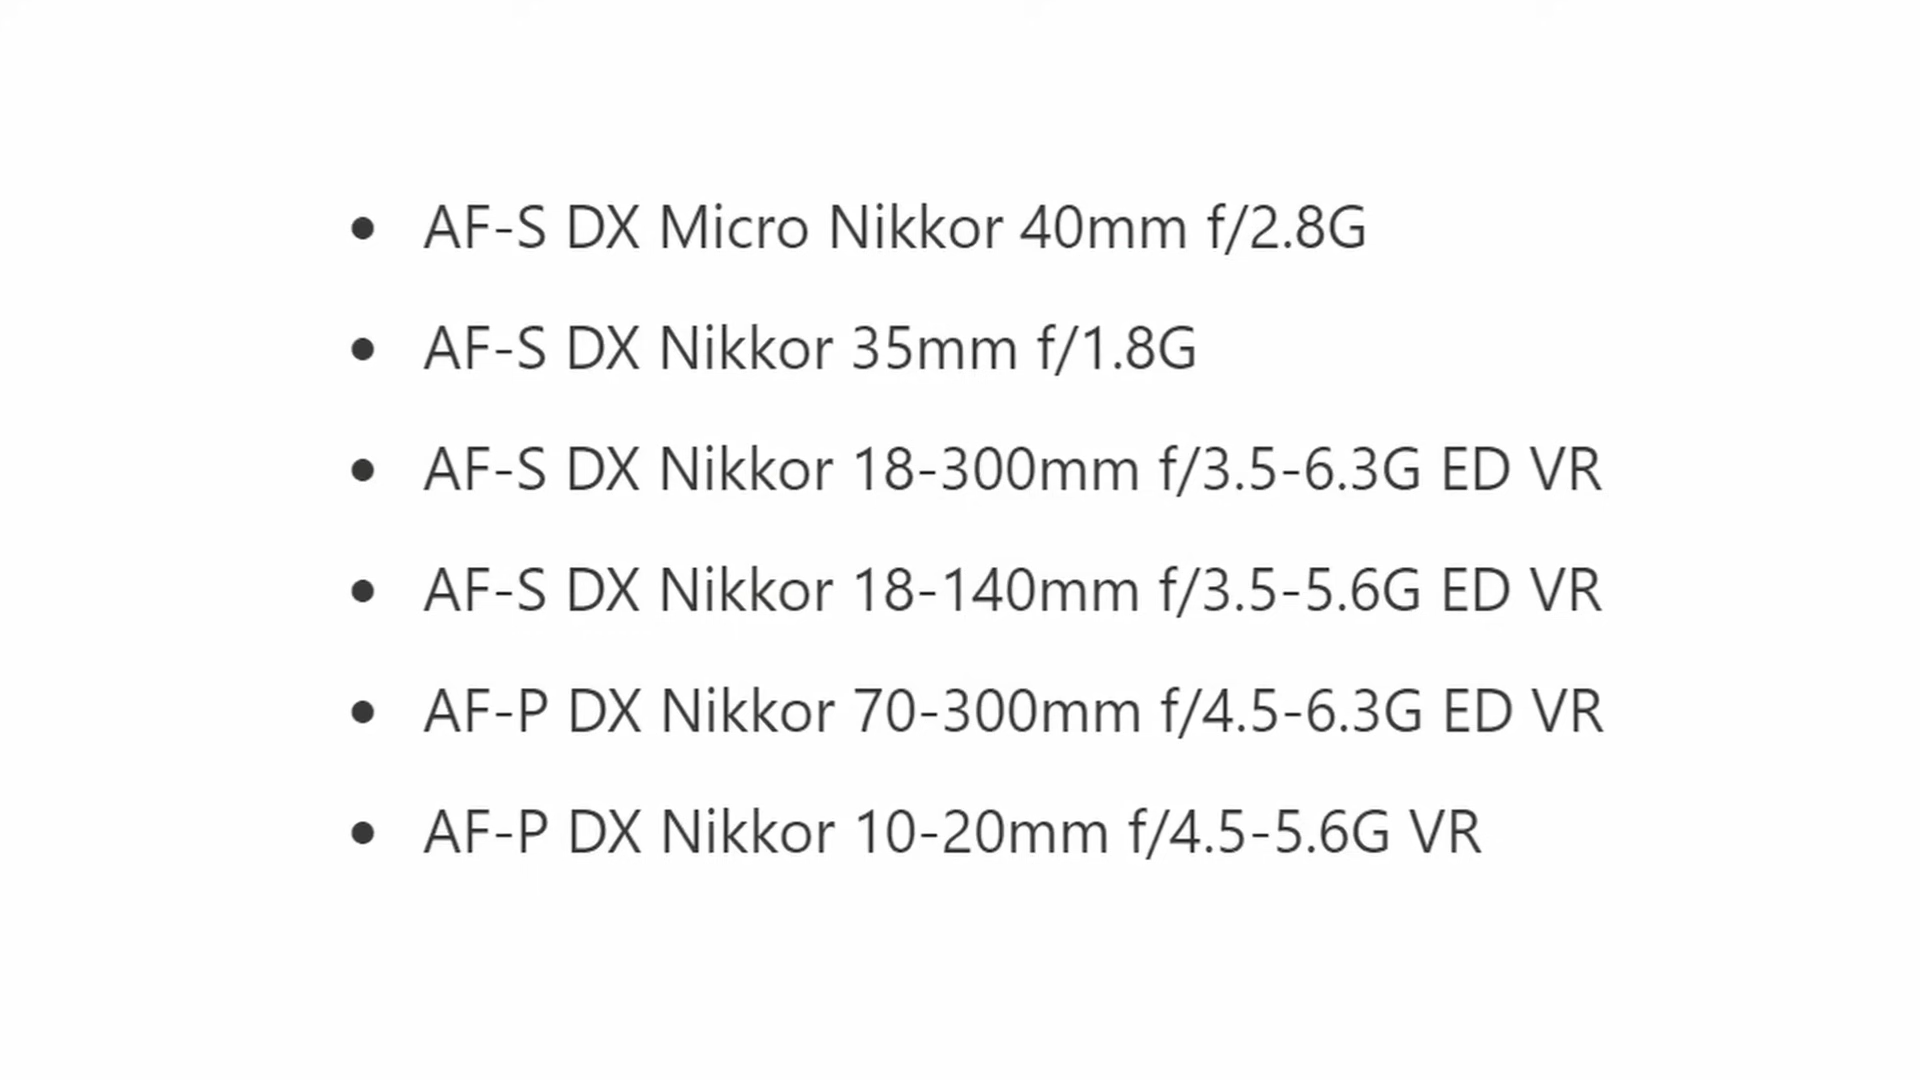 • AF-S DX Micro Nikkor 40mm f/2.8G
• AF-S DX Nikkor 35mm f/1.8G
• AF-S DX Nikkor 18-300mm f/3.5-6.3G ED VR
• AF-S DX Nikkor 18-140mm f/3.5-5.6G ED VR
• AF-P DX Nikkor 70-300mm f/4.5-6.3G ED VR
• AF-P DX Nikkor 10-20mm f/4.5-5.6G VR